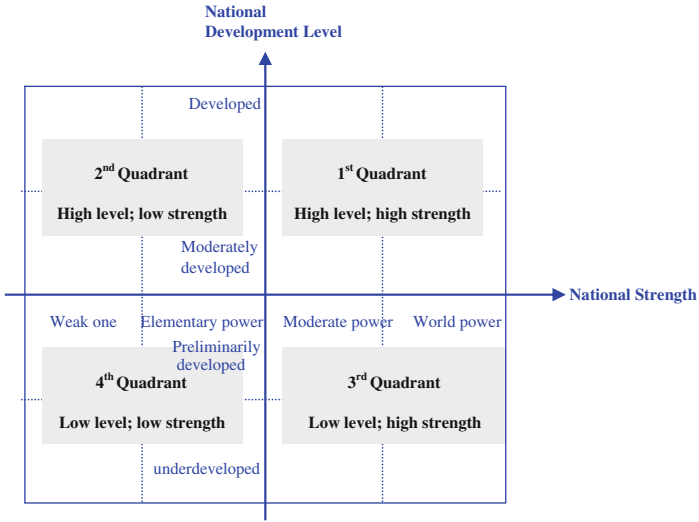 National
Development Level
Developed
2nd Quadrant
High level; low strength
1st Quadrant
High level; high strength
Moderately
developed
National Strength
Weak one
Elementary power
Moderate power
World power
Preliminarily
developed
4th Quadrant
Low level; low strength
3rd Quadrant
Low level; high strength
underdeveloped